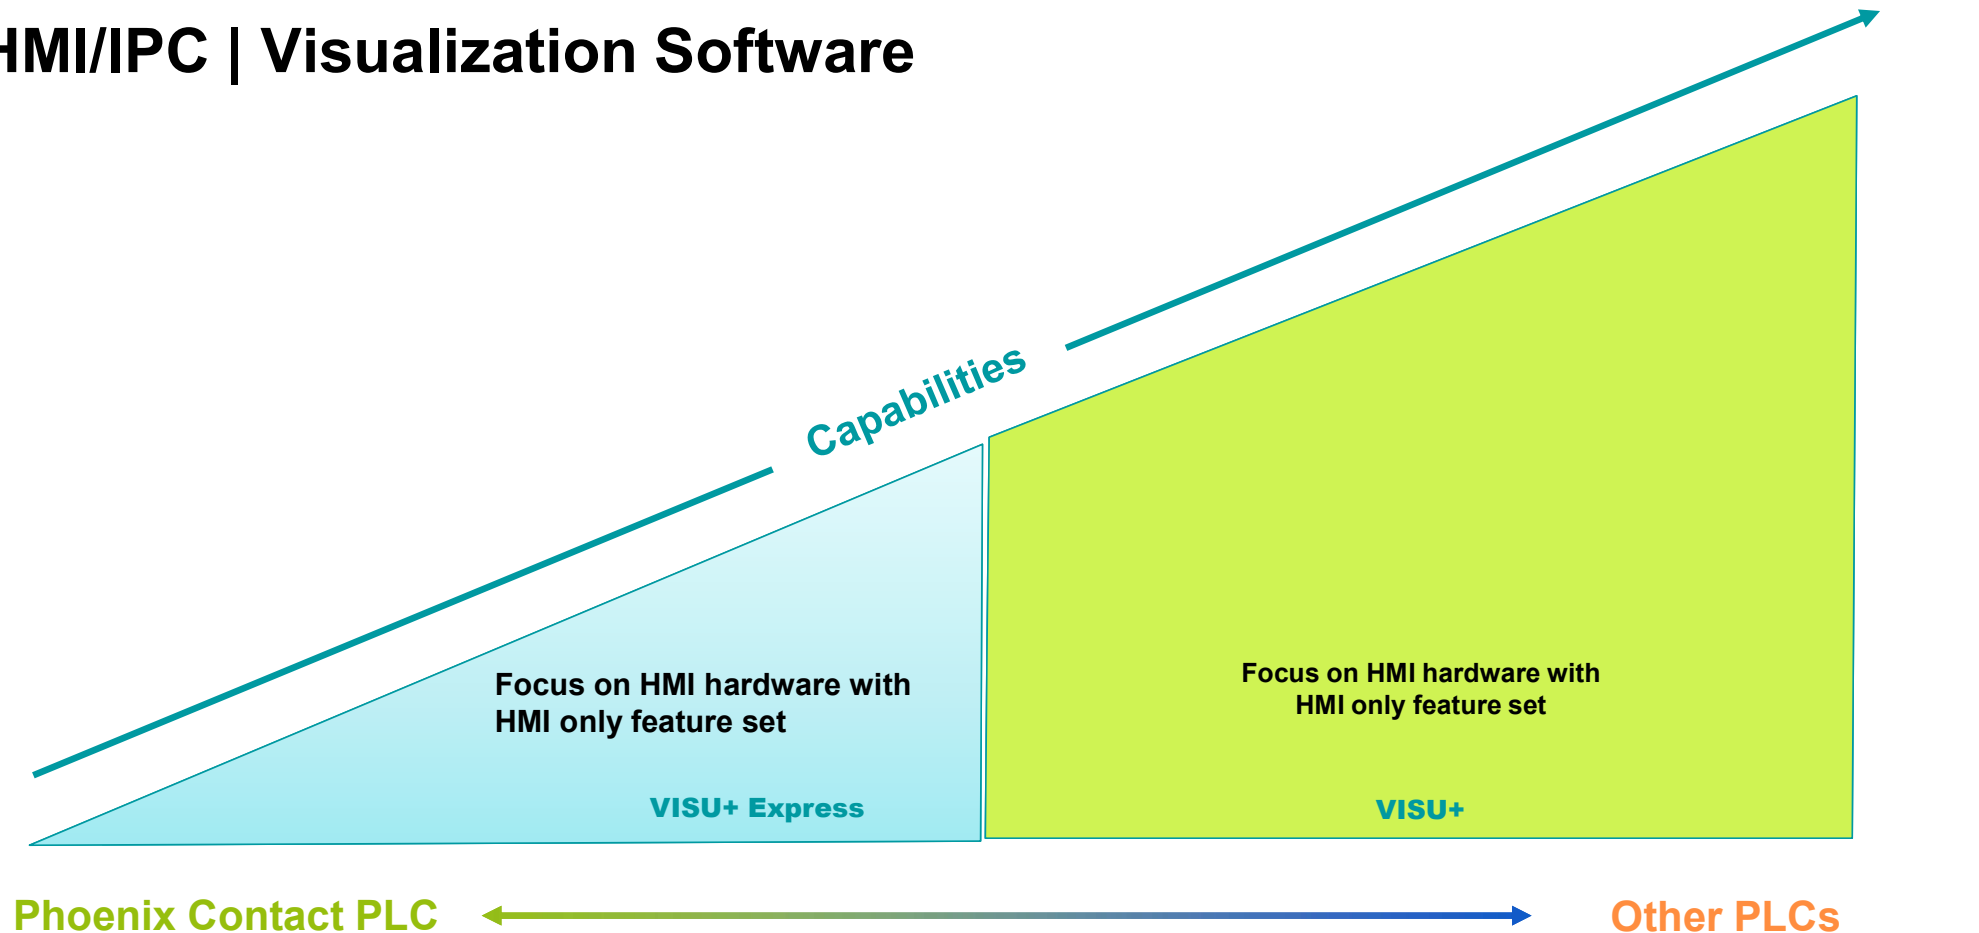 HMI/IPC | Visualization Software
Capabilities
Focus on HMI hardware with
HMI only feature set
VISU+ Express
Focus on HMI hardware with
HMI only feature set
VISU+
Phoenix Contact PLC
Other PLCs